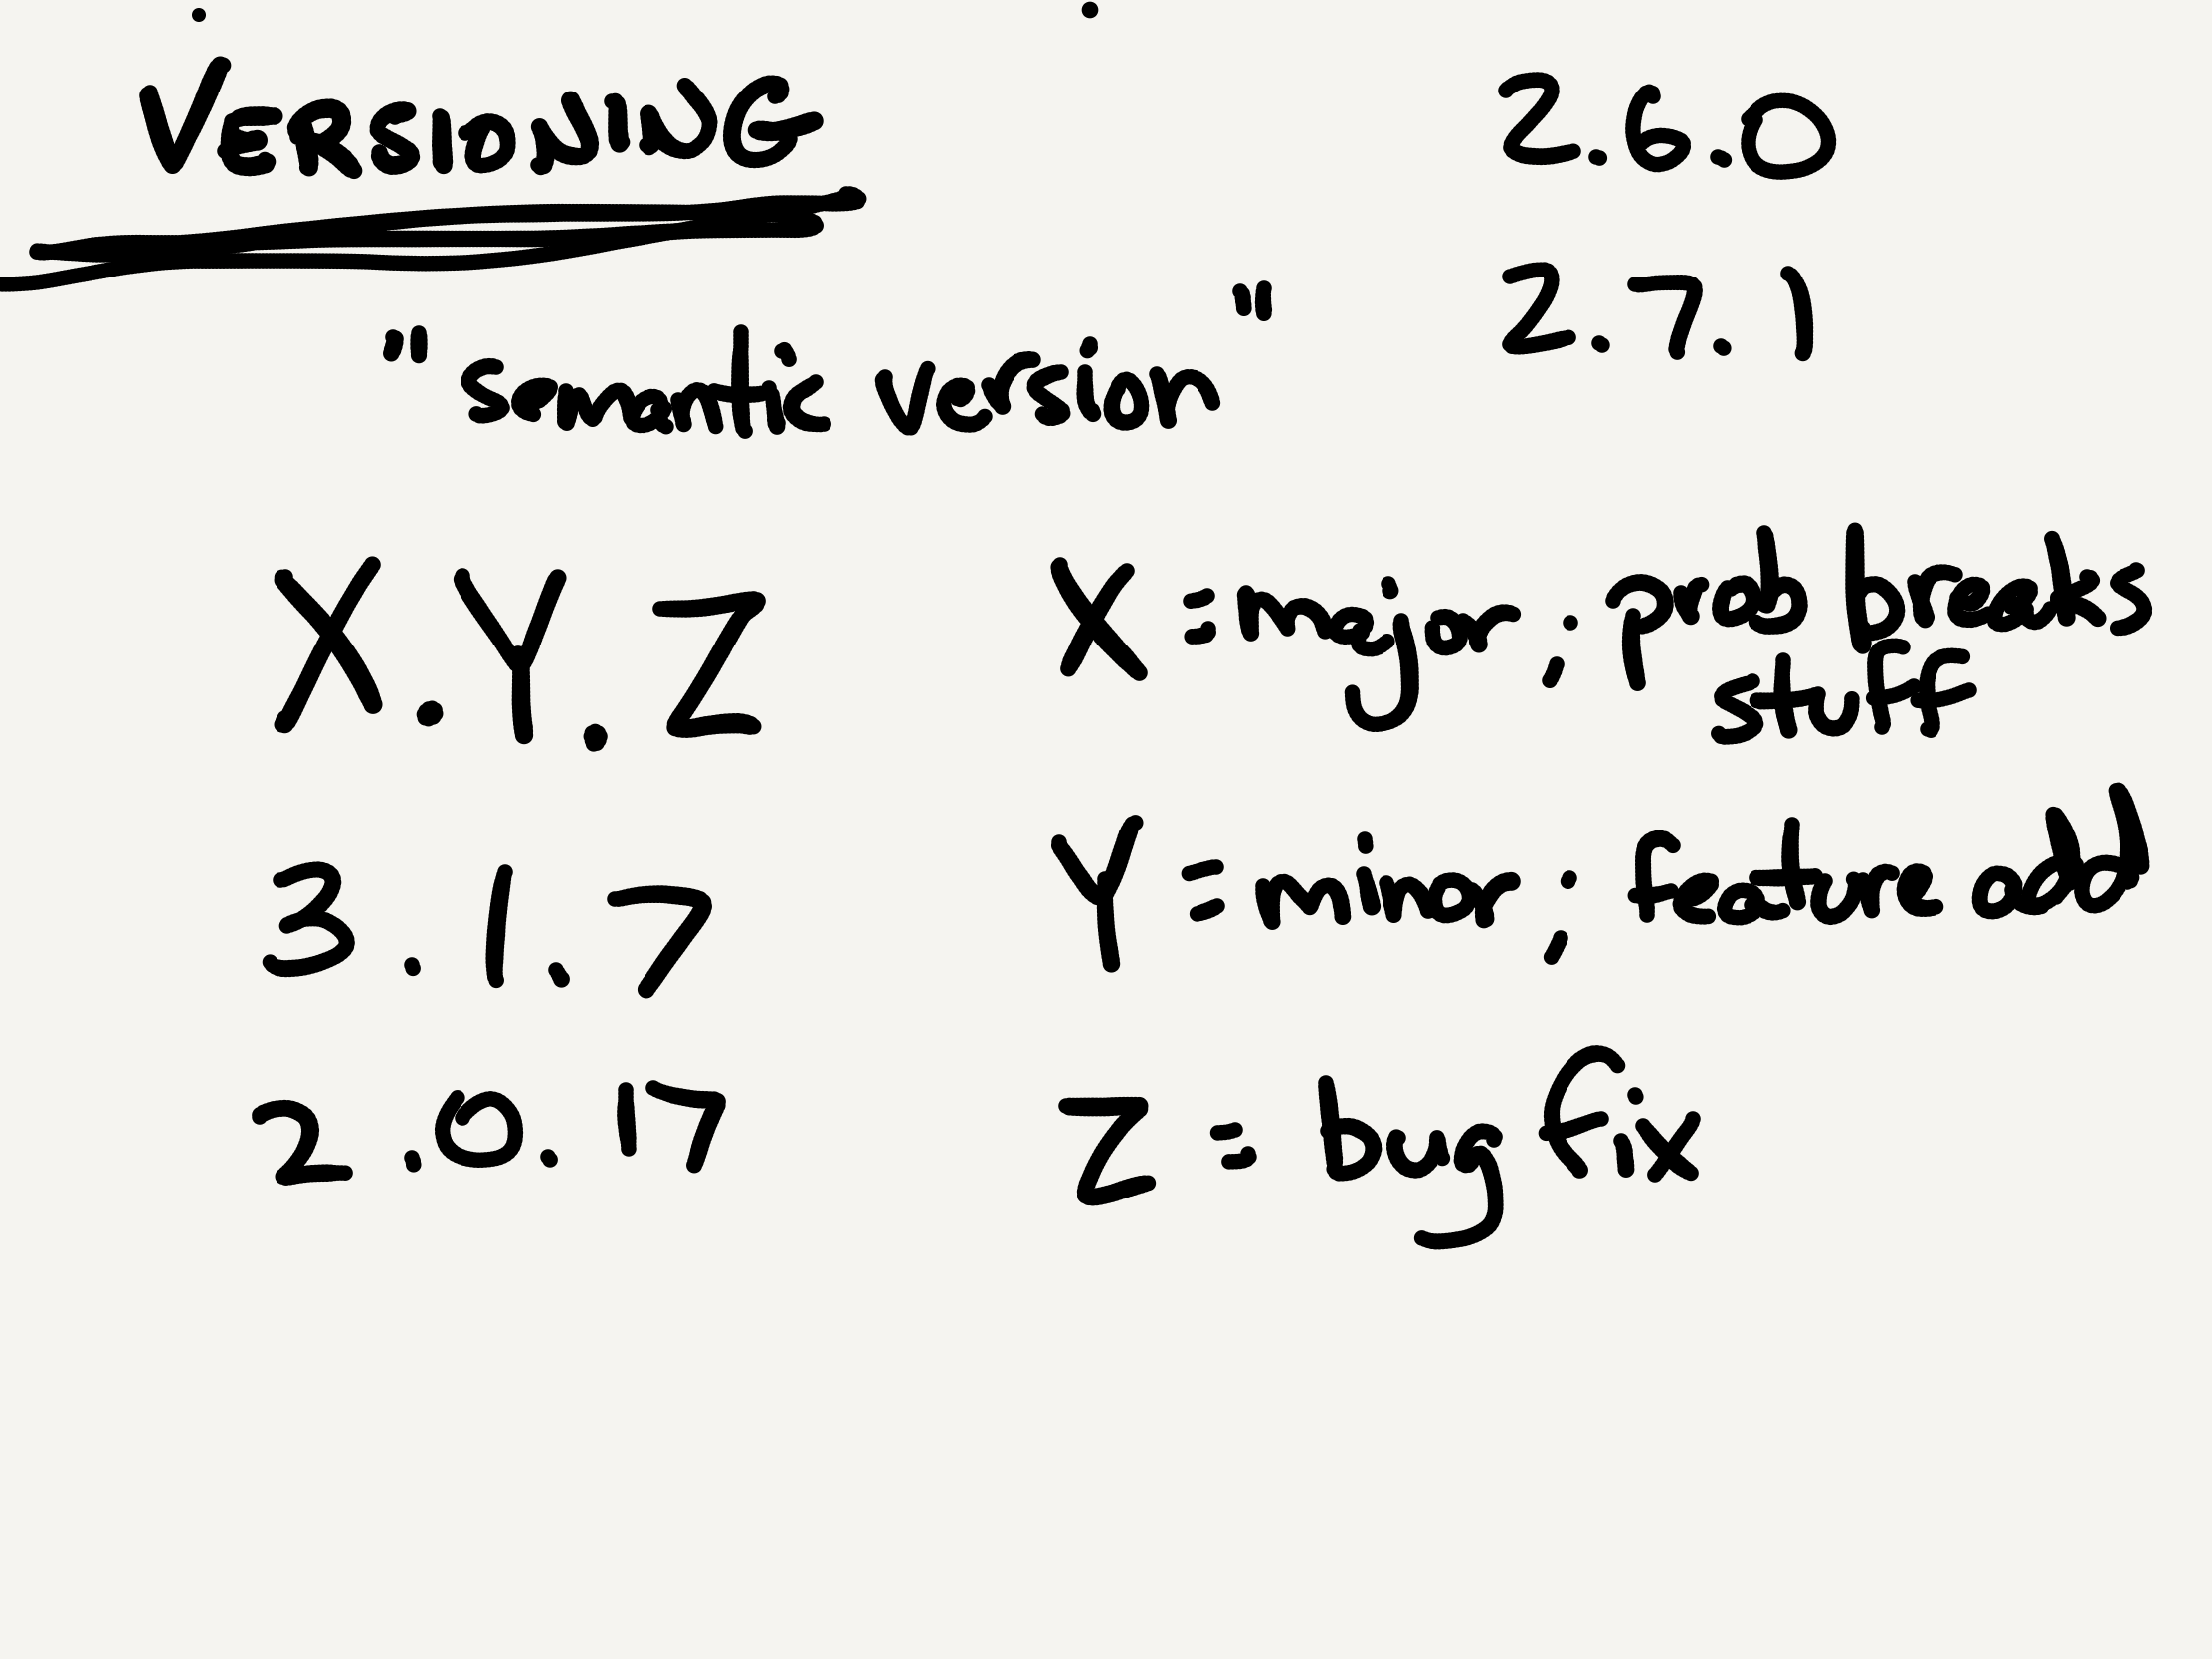 VERSIONING
2.6.0
2.7.1
"semantic version"
X.Y.Z
X = major; prob breaks
stuff
3.1.7
Y = minor; feature add
2.0.17
Z = bug fix